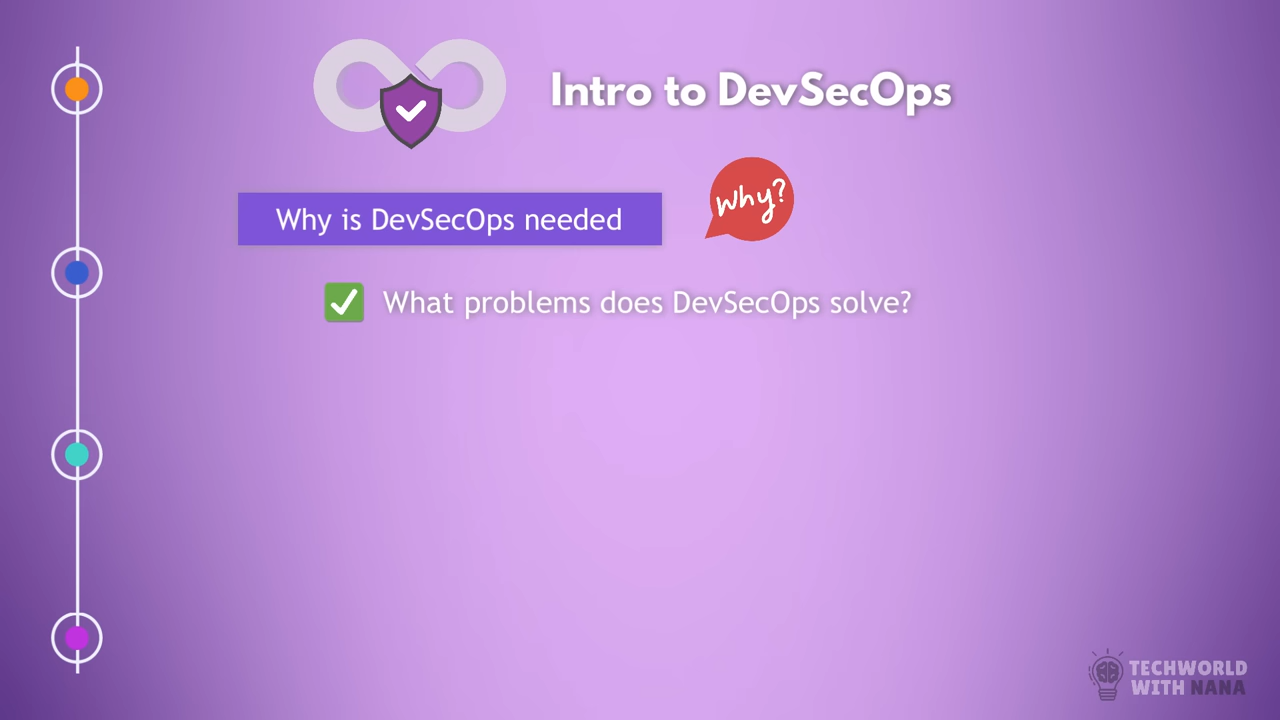 Intro to DevSecOps
Why is DevSecOps needed
Why?
What problems does DevSecOps solve?
TECHWORLD
WITH NANA